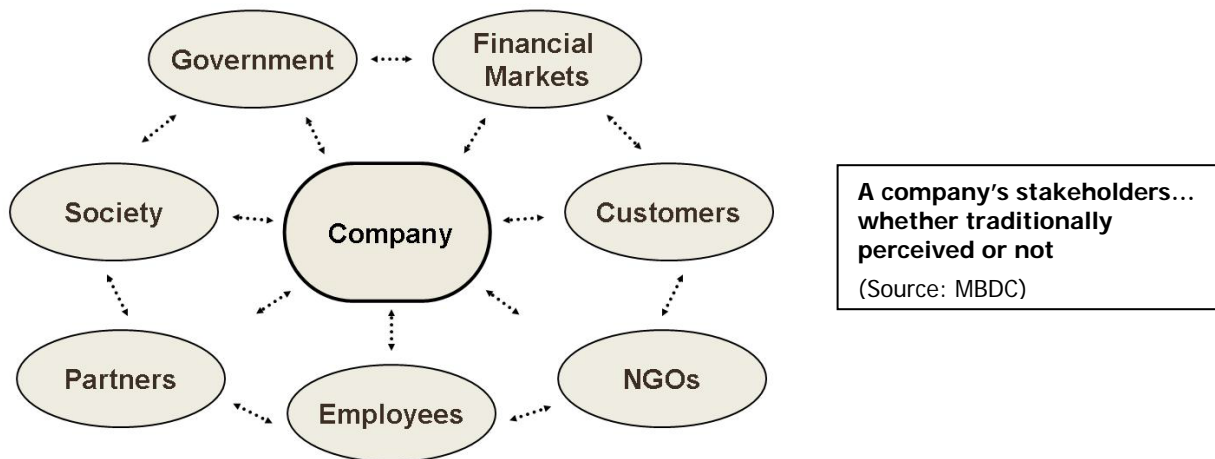 Government
Financial
Markets
Society
Company
Customers
Partners
Employees
NGOs
A company’s stakeholders…
whether traditionally
perceived or not
(Source: MBDC)